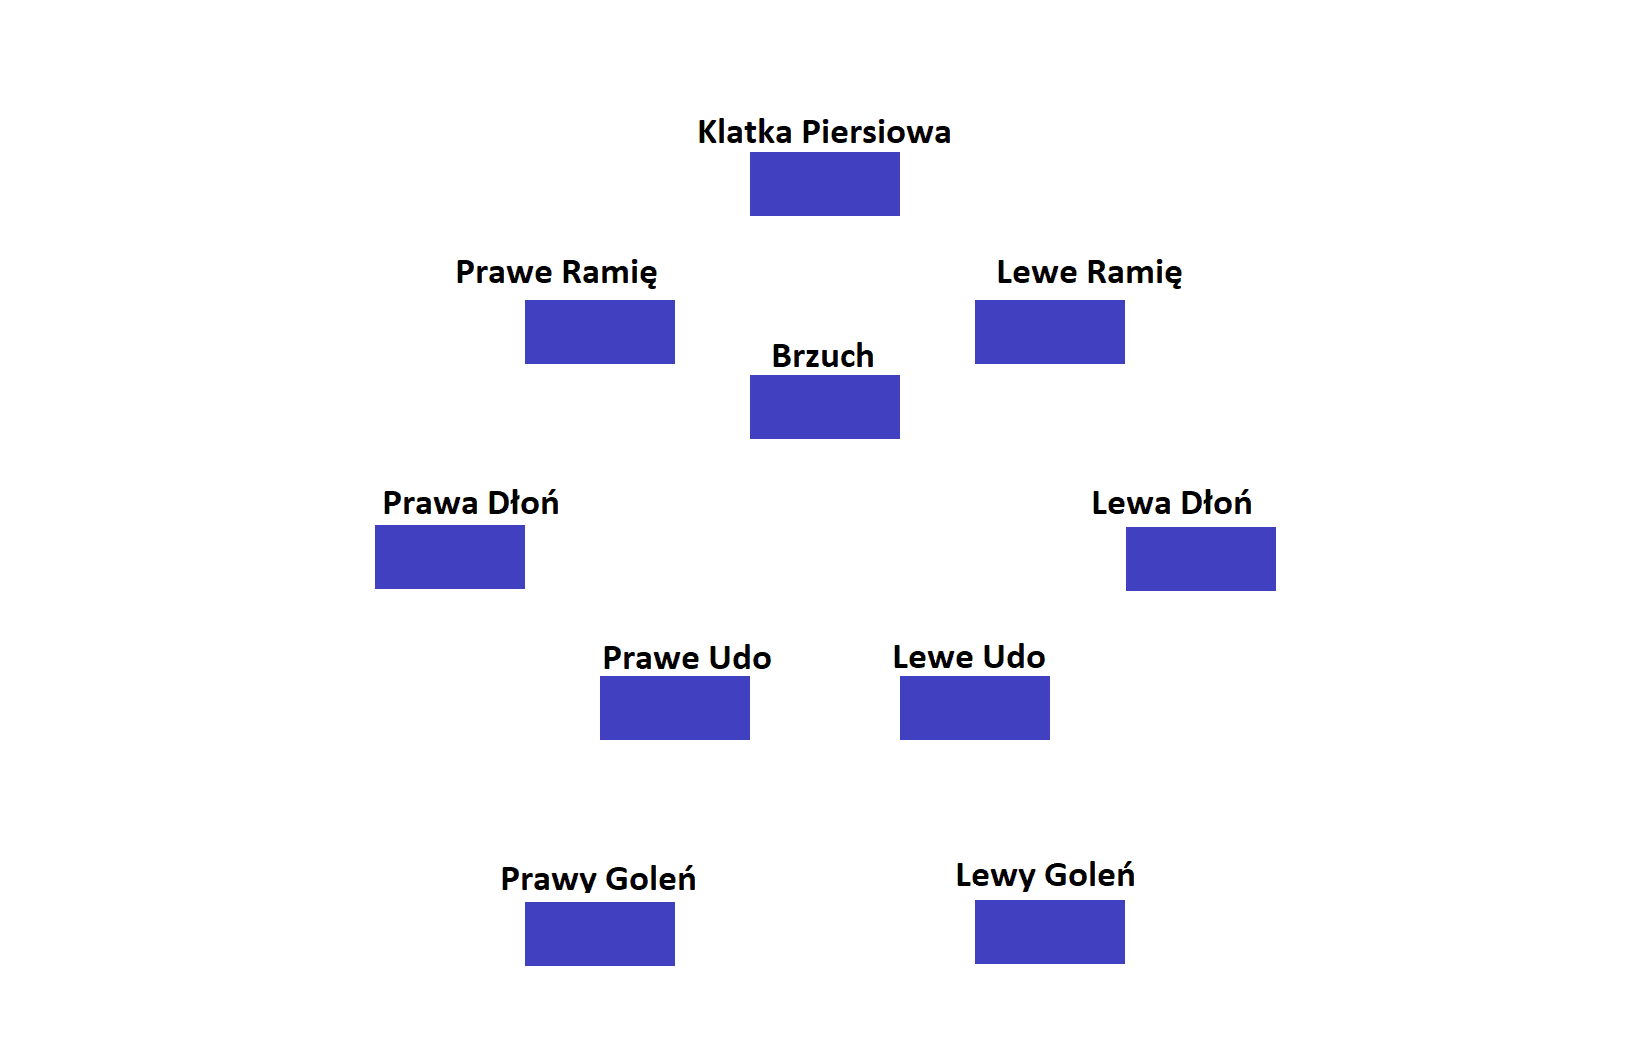 Klatka Piersiowa
Prawe Ramię
Lewe Ramię
Brzuch
Prawa Dłoń
Lewa Dłoń
Prawe Udo
Lewe Udo
Prawy Goleń
Lewy Goleń